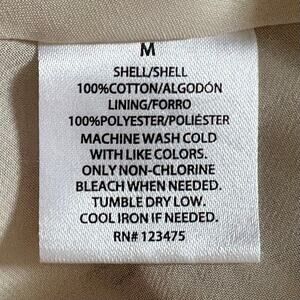 M
SHELL/SHELL
100%COTTON/ALGODÓN
LINING/FORRO
100%POLYESTER/POLIÉSTER
MACHINE WASH COLD
WITH LIKE COLORS.
ONLY NON-CHLORINE
BLEACH WHEN NEEDED.
TUMBLE DRY LOW.
COOL IRON IF NEEDED.
RN# 123475